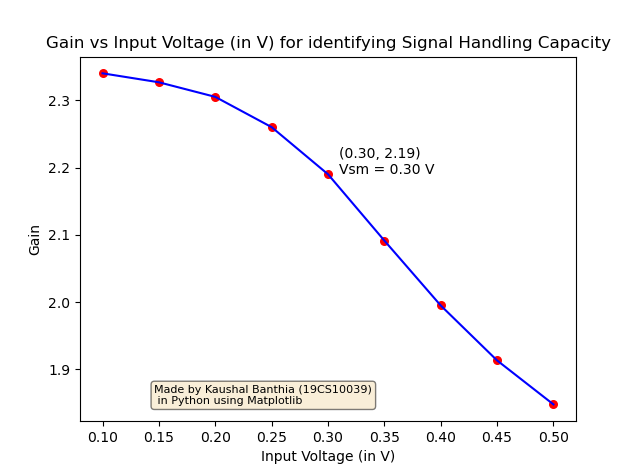 Gain vs Input Voltage (in V) for identifying Signal Handling Capacity
2.3
2.2
2.1
2.0
1.9
Gain
(0.30, 2.19)
Vsm = 0.30 V
Made by Kaushal Banthia (19CS10039)
in Python using Matplotlib
0.10 0.15 0.20 0.25 0.30 0.35 0.40 0.45 0.50
Input Voltage (in V)